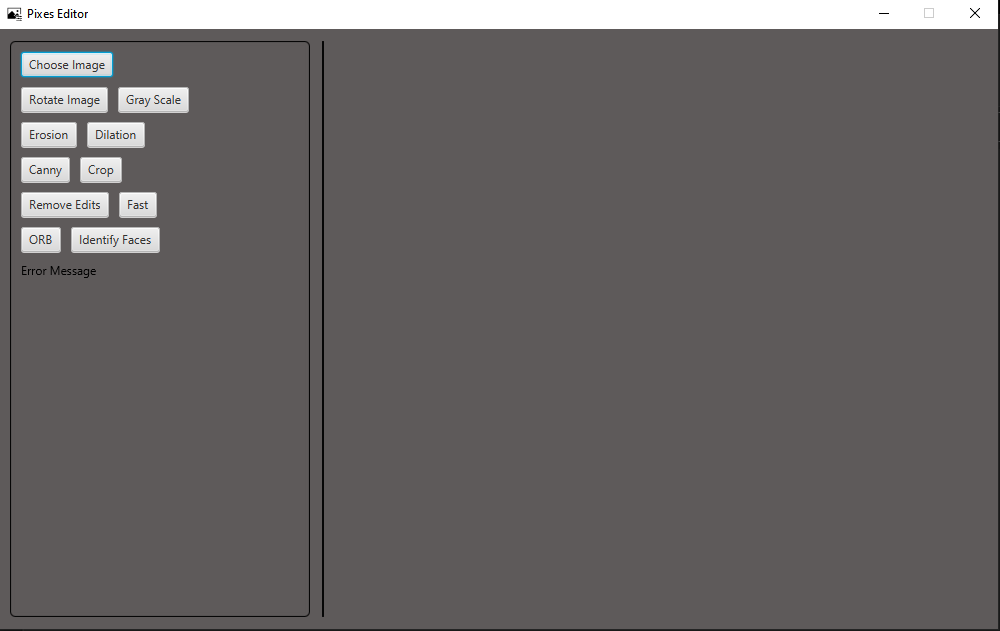 Pixes Editor
Choose Image
Rotate Image Gray Scale
Erosion Dilation
Canny Crop
Remove Edits Fast
ORB Identify Faces
Error Message